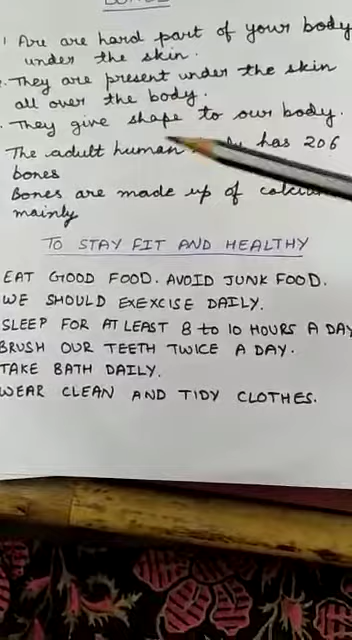 1 Are are hard part of your body
under the skin.
. They are present under the skin
all over the body.
. They give shape to our body.
The adult human has 206
bones
Bones are made up of calcium
mainly
TO STAY FIT AND HEALTHY
EAT GOOD FOOD. AVOID JUNK FOOD.
WE SHOULD EXEXCISE DAILY.
SLEEP FOR AT LEAST 8 to 10 HOURS A DAY
BRUSH OUR TEETH TWICE A DAY.
TAKE BATH DAILY.
WEAR CLEAN AND TIDY CLOTHES.